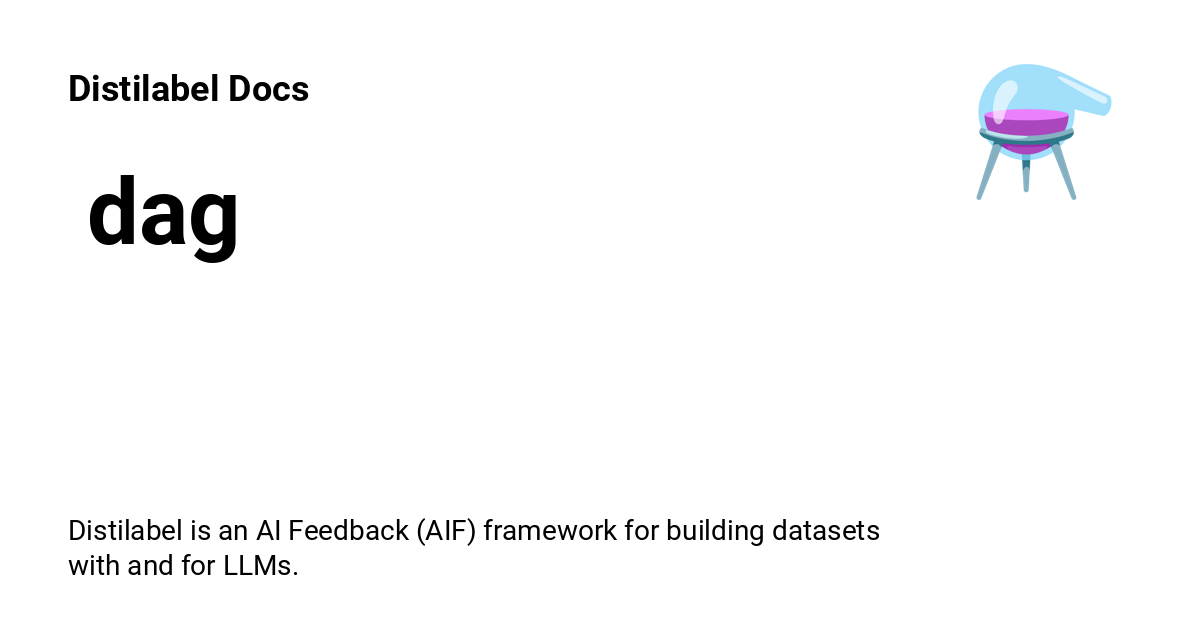 Distilabel Docs
dag
Distilabel is an AI Feedback (AIF) framework for building datasets
with and for LLMs.